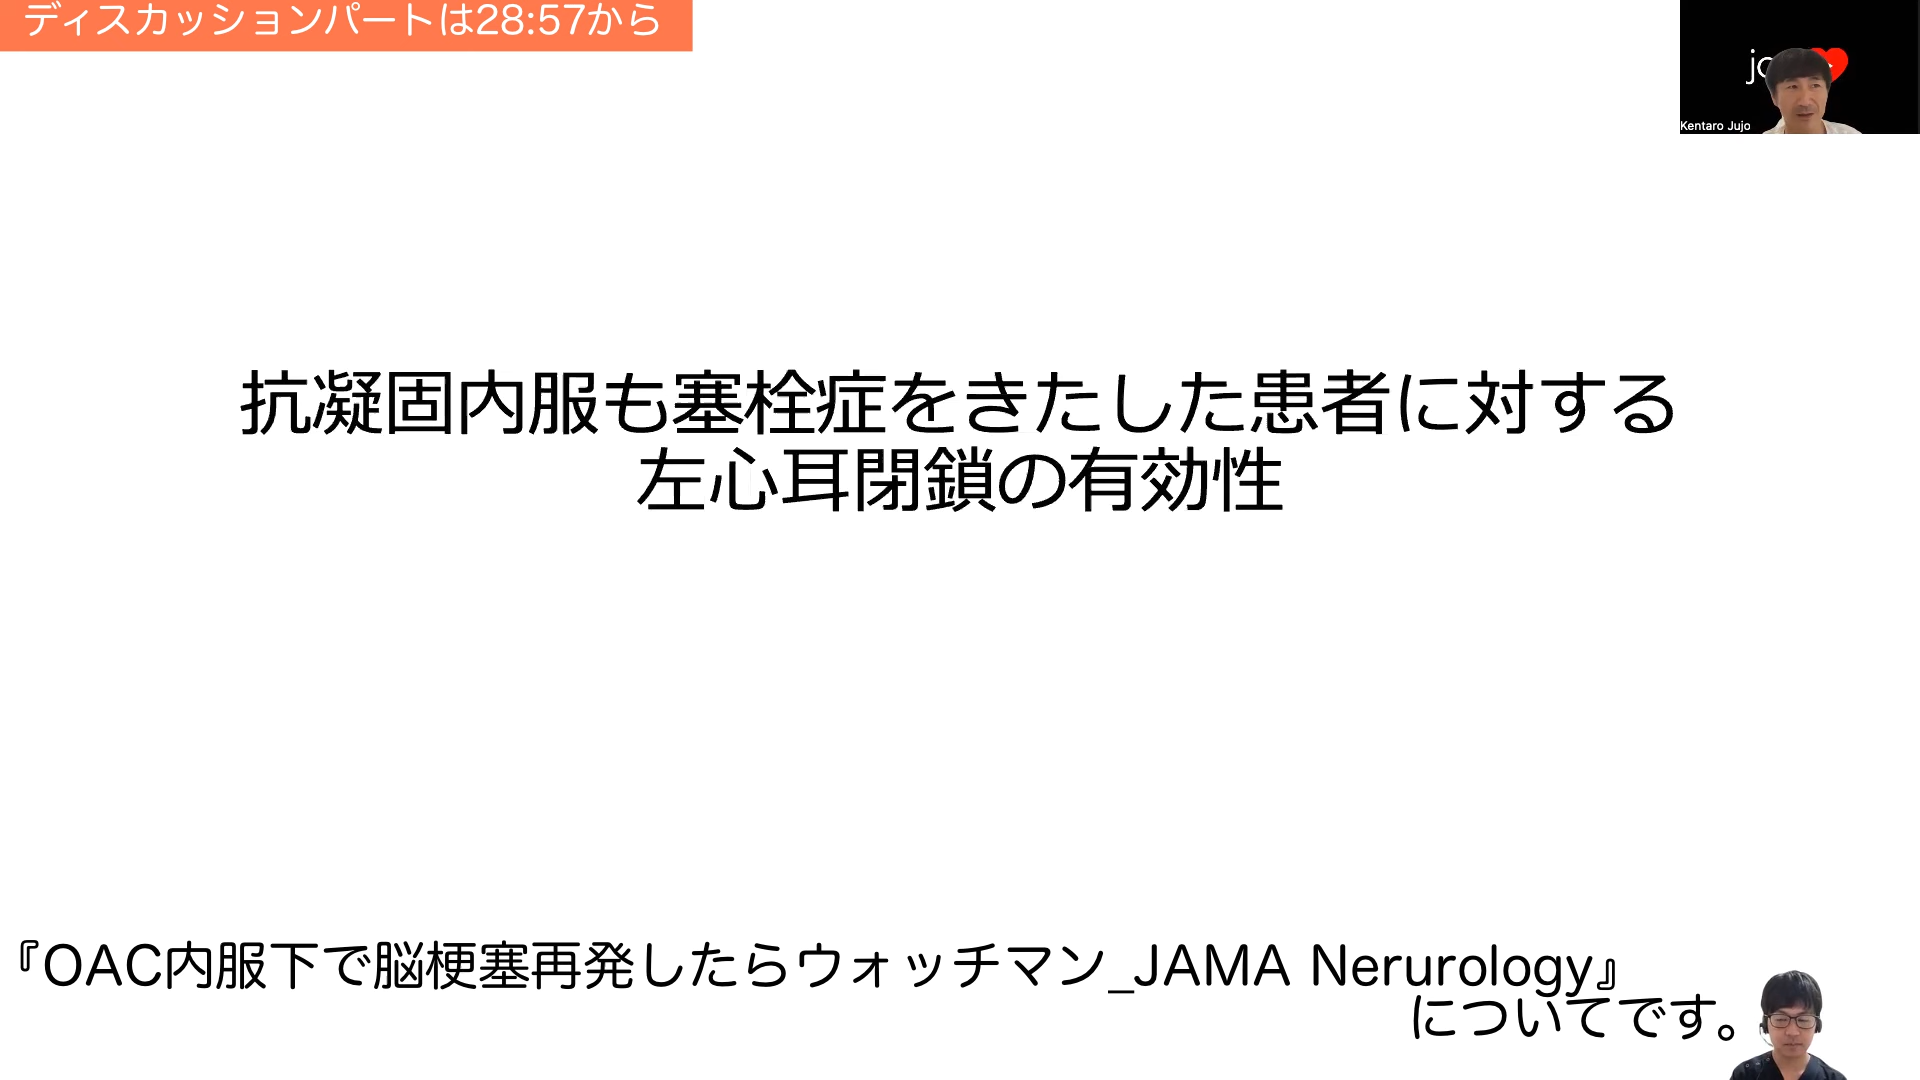 ディスカッションパートは28:57から
Kentaro Jujo
抗凝固内服も塞栓症をきたした患者に対する
左心耳閉鎖の有効性
『OAC内服下で脳梗塞再発したらウォッチマン_JAMA Nerurology』
についてです。